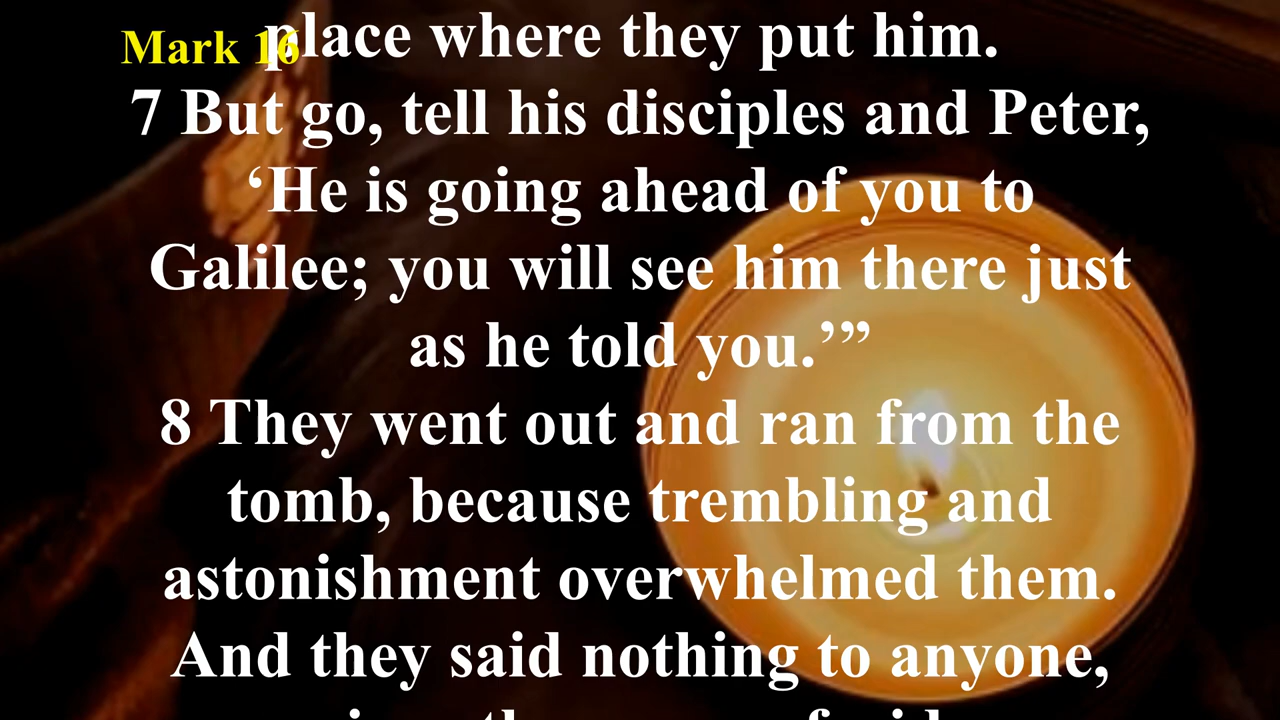 Mark 16
place where they put him.
7 But go, tell his disciples and Peter,
‘He is going ahead of you to
Galilee; you will see him there just
as he told you.’”
8 They went out and ran from the
tomb, because trembling and
astonishment overwhelmed them.
And they said nothing to anyone,